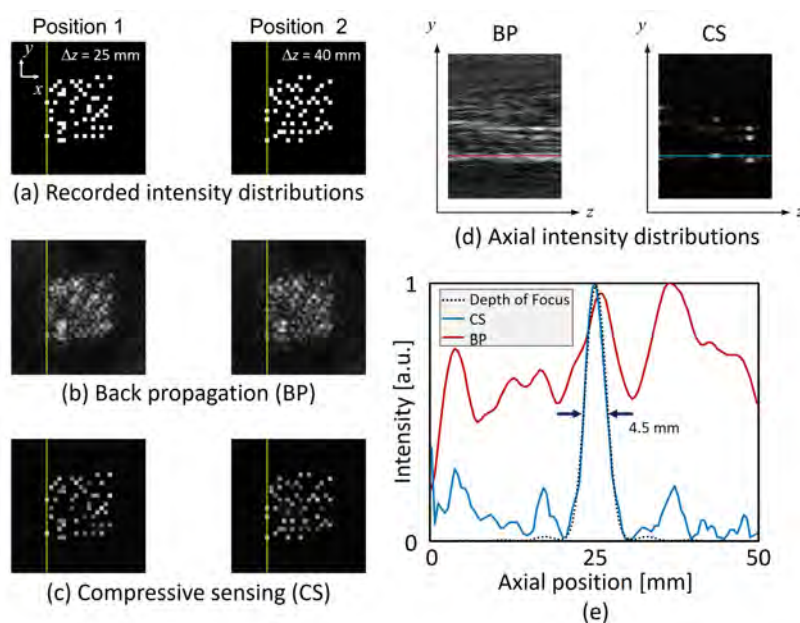 Position 1
Position 2
y
x
Δz = 25 mm
Δz = 40 mm
(a) Recorded intensity distributions
(b) Back propagation (BP)
(c) Compressive sensing (CS)
y
BP
z
y
CS
z
(d) Axial intensity distributions
1
Depth of Focus
CS
BP
4.5 mm
Intensity [a.u.]
0
0
25
50
Axial position [mm]
(e)